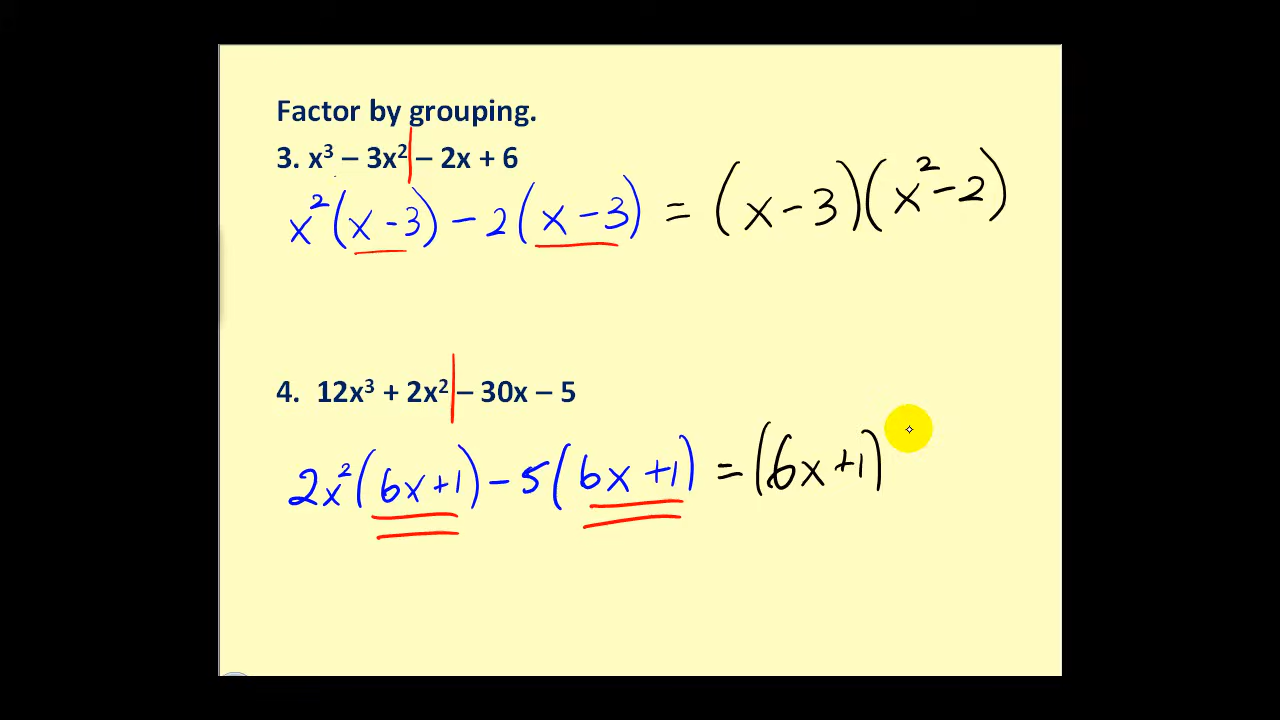 Factor by grouping.
3. x³ – 3x² – 2x + 6
x²(x-3) - 2(x-3) = (x-3)(x²-2)
4. 12x³ + 2x² – 30x – 5
2x²(6x+1) - 5(6x+1) = (6x+1)